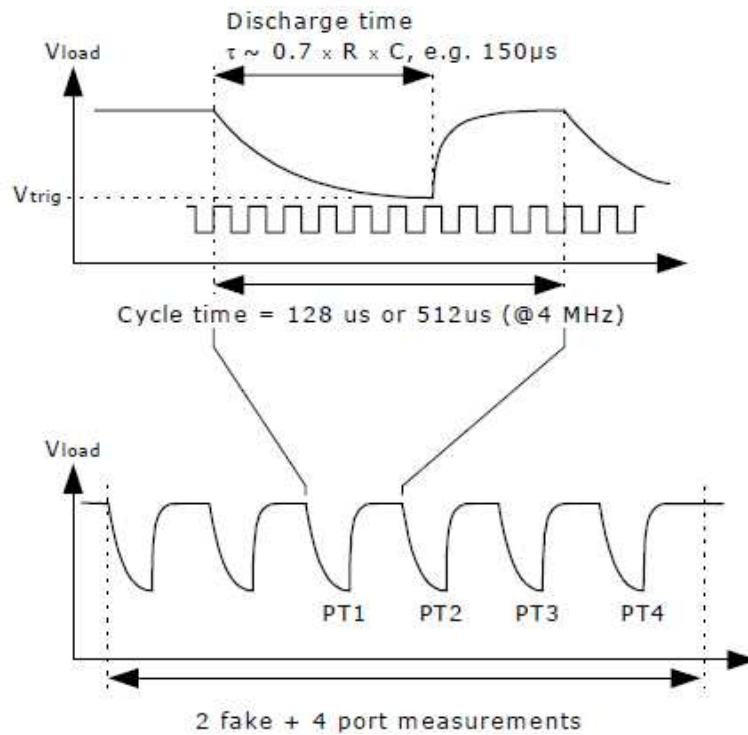 Discharge time
τ ~ 0.7 x R x C, e.g. 150µs
Vload
Vtrig
Cycle time = 128 us or 512us (@4 MHz)
Vload
PT1 PT2 PT3 PT4
2 fake + 4 port measurements